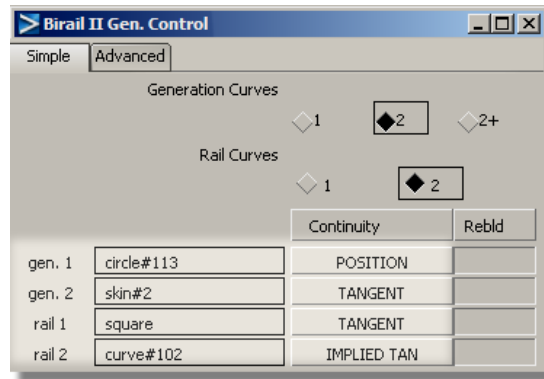 Birail II Gen. Control
Simple Advanced
Generation Curves
1 2 2+
Rail Curves
1 2
Continuity Rebld
gen. 1 circle#113 POSITION
gen. 2 skin#2 TANGENT
rail 1 square TANGENT
rail 2 curve#102 IMPLIED TAN